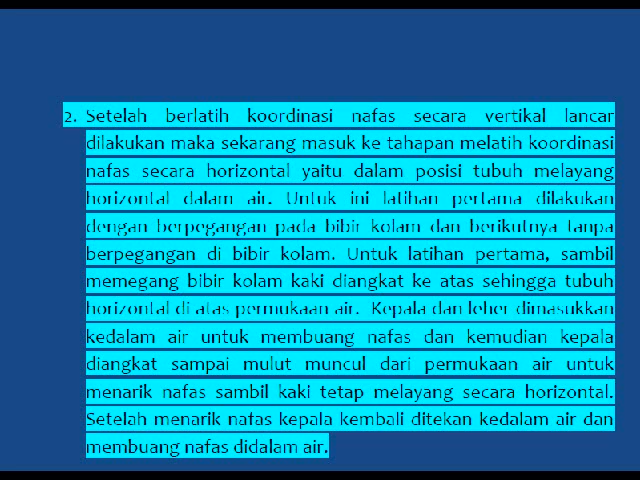 2. Setelah berlatih koordinasi nafas secara vertikal lancar
dilakukan maka sekarang masuk ke tahapan melatih koordinasi
nafas secara horizontal yaitu dalam posisi tubuh melayang
horizontal dalam air. Untuk ini latihan pertama dilakukan
dengan berpegangan pada bibir kolam dan berikutnya tanpa
berpegangan di bibir kolam. Untuk latihan pertama, sambil
memegang bibir kolam kaki diangkat ke atas sehingga tubuh
horizontal di atas permukaan air. Kepala dan leher dimasukkan
kedalam air untuk membuang nafas dan kemudian kepala
diangkat sampai mulut muncul dari permukaan air untuk
menarik nafas sambil kaki tetap melayang secara horizontal.
Setelah menarik nafas kepala kembali ditekan kedalam air dan
membuang nafas didalam air.